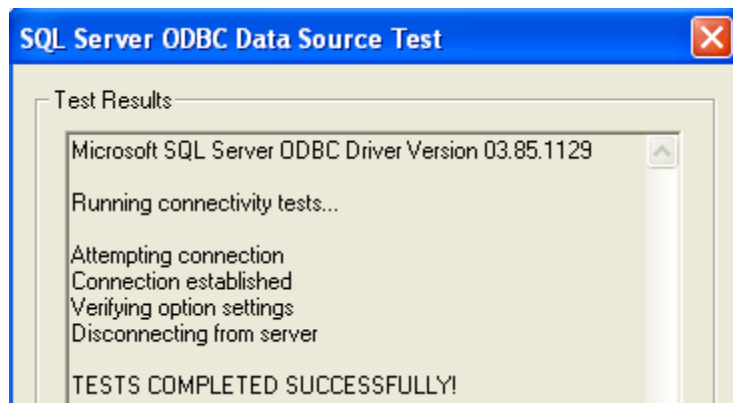 SQL Server ODBC Data Source Test
Test Results
Microsoft SQL Server ODBC Driver Version 03.85.1129
Running connectivity tests...
Attempting connection
Connection established
Verifying option settings
Disconnecting from server
TESTS COMPLETED SUCCESSFULLY!